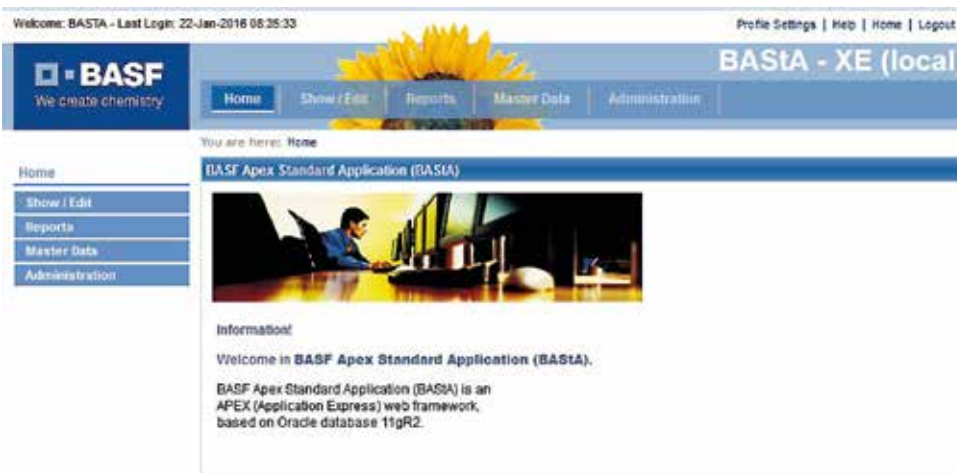 Welcome: BASTA - Last Login: 22-Jan-2016 08:35:33
Profile Settings | Help | Home | Logout
BASF
We create chemistry
BAStA - XE (local
Home
Show / Edit
Reports
Master Data
Administration
You are here: Home
Home
Show / Edit
Reports
Master Data
Administration
BASF Apex Standard Application (BAStA)
Information!
Welcome in BASF Apex Standard Application (BAStA).
BASF Apex Standard Application (BAStA) is an
APEX (Application Express) web framework,
based on Oracle database 11gR2.